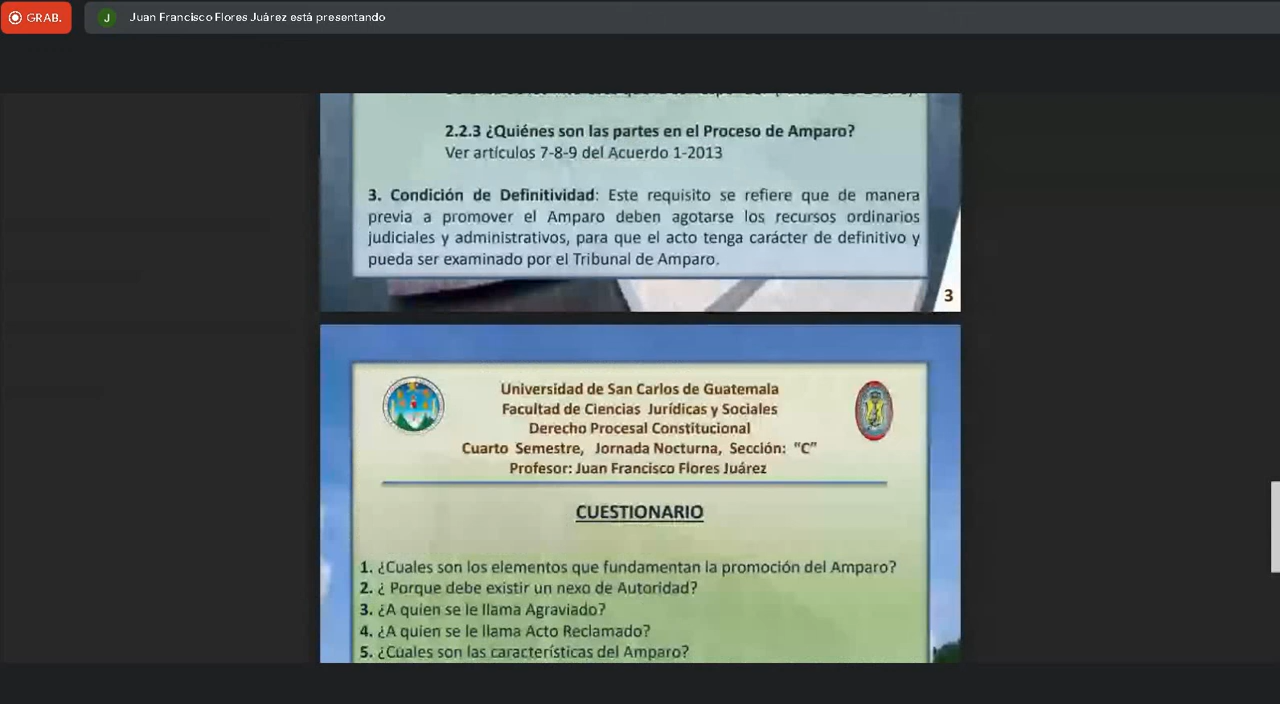 GRAB.
J
Juan Francisco Flores Juárez está presentando
2.2.3 ¿Quiénes son las partes en el Proceso de Amparo?
Ver artículos 7-8-9 del Acuerdo 1-2013
3. Condición de Definitividad: Este requisito se refiere que de manera
previa a promover el Amparo deben agotarse los recursos ordinarios
judiciales y administrativos, para que el acto tenga carácter de definitivo y
pueda ser examinado por el Tribunal de Amparo.
3
Universidad de San Carlos de Guatemala
Facultad de Ciencias Jurídicas y Sociales
Derecho Procesal Constitucional
Cuarto Semestre, Jornada Nocturna, Sección: "C"
Profesor: Juan Francisco Flores Juárez
CUESTIONARIO
1. ¿Cuales son los elementos que fundamentan la promoción del Amparo?
2. ¿ Porque debe existir un nexo de Autoridad?
3. ¿A quien se le llama Agraviado?
4. ¿A quien se le llama Acto Reclamado?
5. ¿Cuales son las características del Amparo?